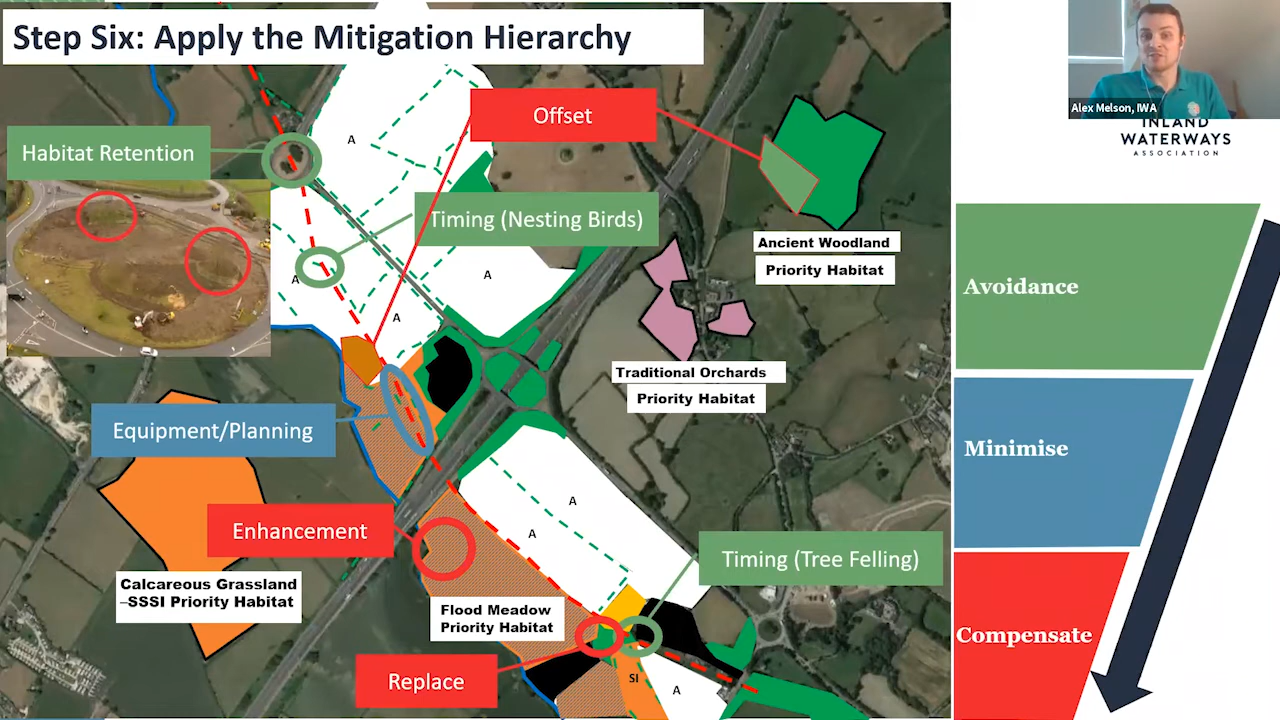 Step Six: Apply the Mitigation Hierarchy
Alex Melson, IWA
INLAND
WATERWAYS
ASSOCIATION
Offset
A
Habitat Retention
Timing (Nesting Birds)
Ancient Woodland
Priority Habitat
A
A
A
Avoidance
Traditional Orchards
Priority Habitat
Equipment/Planning
Minimise
A
Enhancement
A
Timing (Tree Felling)
Calcareous Grassland
–SSSI Priority Habitat
Flood Meadow
Priority Habitat
Compensate
Replace
SI
A